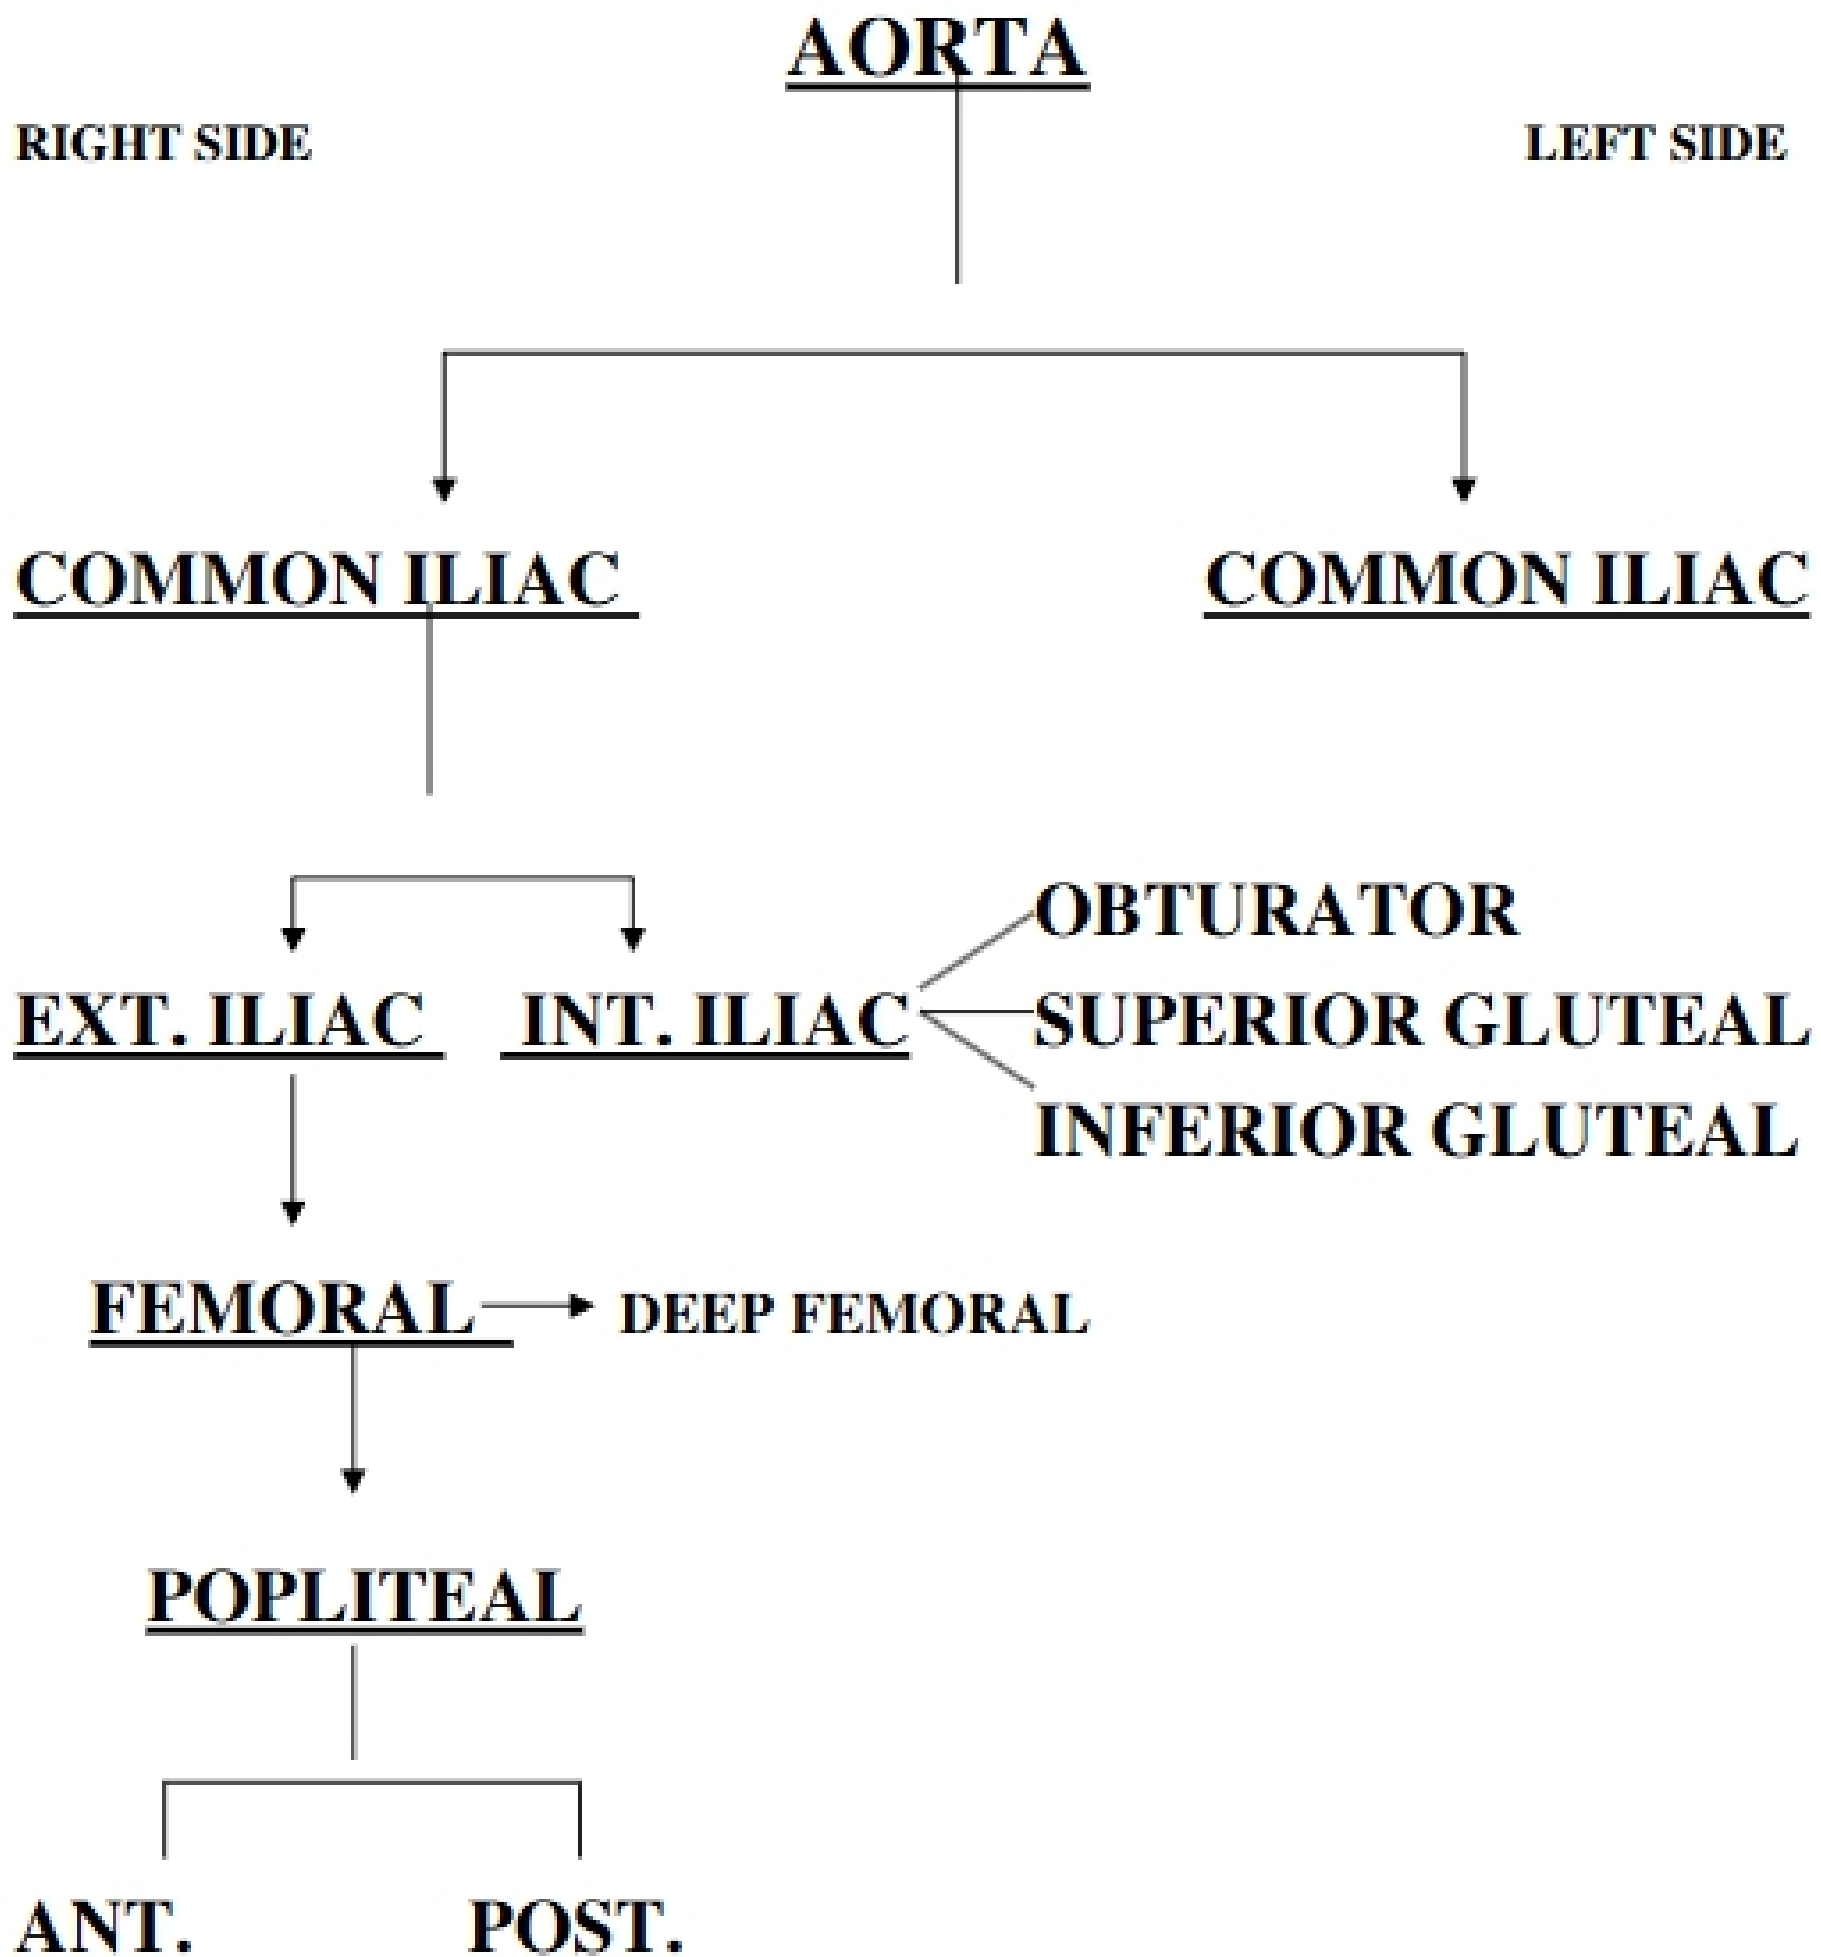 AORTA
RIGHT SIDE LEFT SIDE
COMMON ILIAC COMMON ILIAC
OBTURATOR
EXT. ILIAC INT. ILIAC SUPERIOR GLUTEAL
INFERIOR GLUTEAL
FEMORAL DEEP FEMORAL
POPLITEAL
ANT. POST.